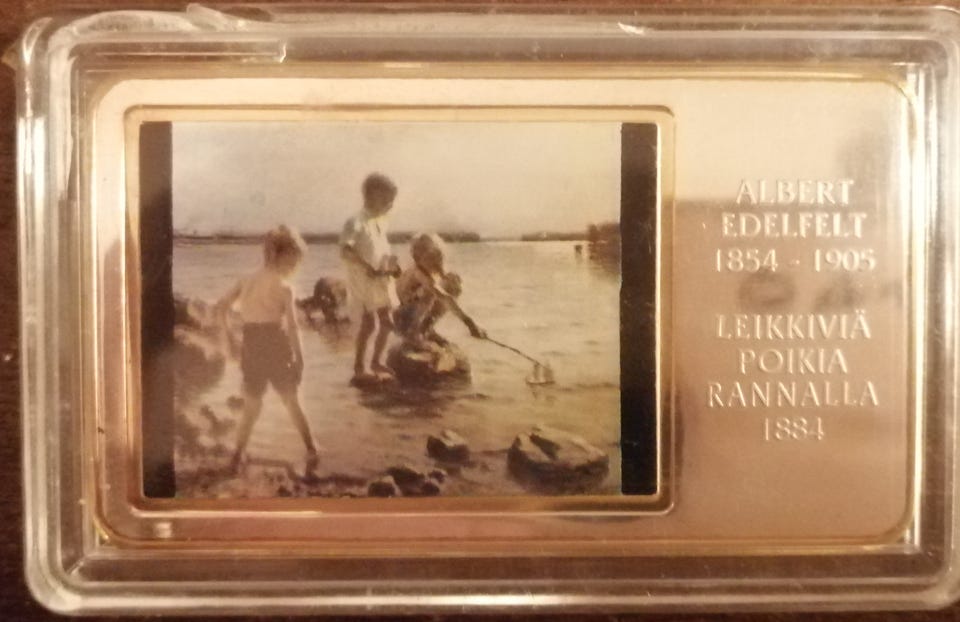 ALBERT
EDELFELT
1854 - 1905
LEIKKIVIÄ
POIKIA
RANNALLA
1884